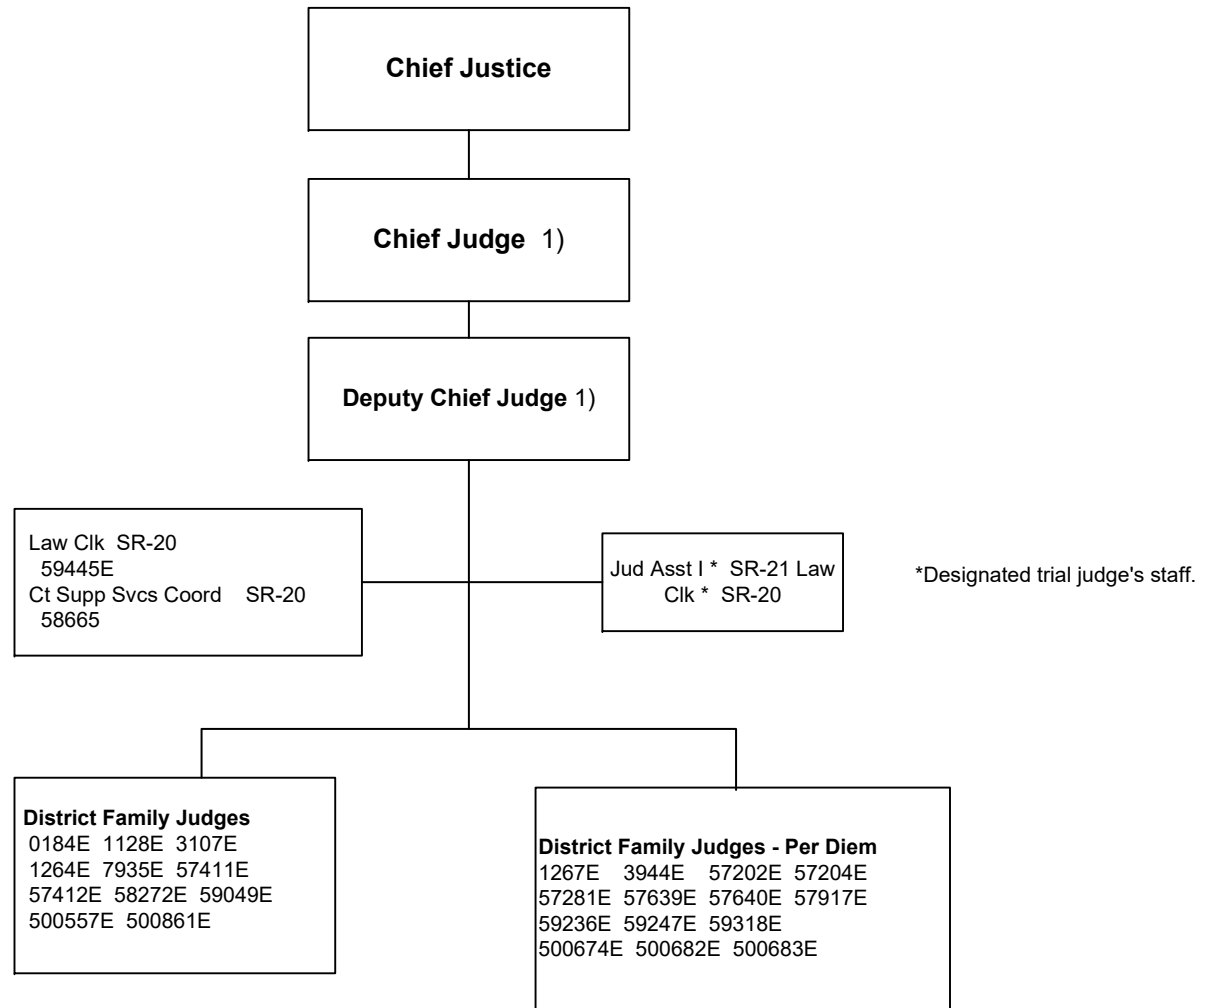 Chief Justice
Chief Judge 1)
Deputy Chief Judge 1)
Law Clk SR-20
59445E
Ct Supp Svcs Coord SR-20
58665
Jud Asst I * SR-21 Law
Clk * SR-20
*Designated trial judge's staff.
District Family Judges
0184E 1128E 3107E
1264E 7935E 57411E
57412E 58272E 59049E
500557E 500861E
District Family Judges - Per Diem
1267E 3944E 57202E 57204E
57281E 57639E 57640E 57917E
59236E 59247E 59318E
500674E 500682E 500683E